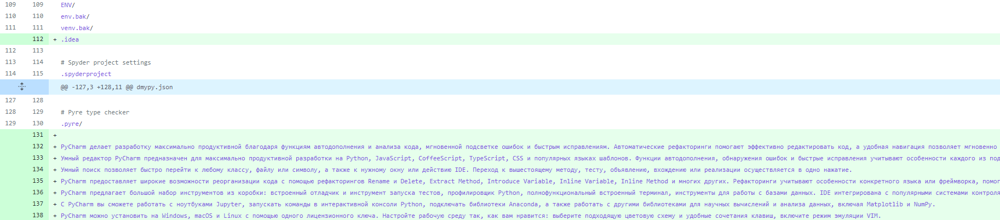 109 109 ENV/
110 110 env.bak/
111 111 venv.bak/
112 + .idea
112 113
113 114 # Spyder project settings
114 115 .spyderproject
@@ -127,3 +128,11 @@ dmypy.json
127 128
128 129 # Pyre type checker
129 130 .pyre/
131 +
132 + PyCharm делает разработку максимально продуктивной благодаря функциям автодополнения и анализа кода, мгновенной подсветке ошибок и быстрым исправлениям. Автоматические рефакторинги помогают эффективно редактировать код, а удобная навигация позволяет мгновенно
133 + Умный редактор PyCharm предназначен для максимально продуктивной разработки на Python, JavaScript, CoffeeScript, TypeScript, CSS и популярных языках шаблонов. Функции автодополнения, обнаружения ошибок и быстрые исправления учитывают особенности каждого из под
134 + Умный поиск позволяет быстро перейти к любому классу, файлу или символу, а также к нужному окну или действию IDE. Переход к вышестоящему методу, тесту, объявлению, вхождению или реализации осуществляется в одно нажатие.
135 + PyCharm предоставляет широкие возможности реорганизации кода с помощью рефакторингов Rename и Delete, Extract Method, Introduce Variable, Inline Variable, Inline Method и многих других. Рефакторинги учитывают особенности конкретного языка или фреймворка, помог
136 + PyCharm предлагает большой набор инструментов из коробки: встроенный отладчик и инструмент запуска тестов, профилировщик Python, полнофункциональный встроенный терминал, инструменты для работы с базами данных. IDE интегрирована с популярными системами контроля
137 + С PyCharm вы сможете работать с ноутбуками Jupyter, запускать команды в интерактивной консоли Python, подключать библиотеки Anaconda, а также работать с другими библиотеками для научных вычислений и анализа данных, включая Matplotlib и NumPy.
138 + PyCharm можно установить на Windows, macOS и Linux с помощью одного лицензионного ключа. Настройте рабочую среду так, как вам нравится: выберите подходящую цветовую схему и удобные сочетания клавиш, включите режим эмуляции VIM.